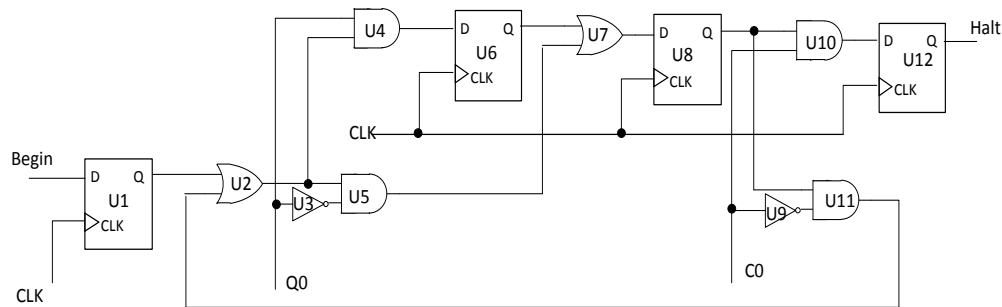 U4
D Q
U6
CLK
U7
D Q
U8
CLK
U10
D Q
U12
CLK
Halt
CLK
Begin
D Q
U1
CLK
U2
U3
U5
U9
U11
CLK
Q0
C0